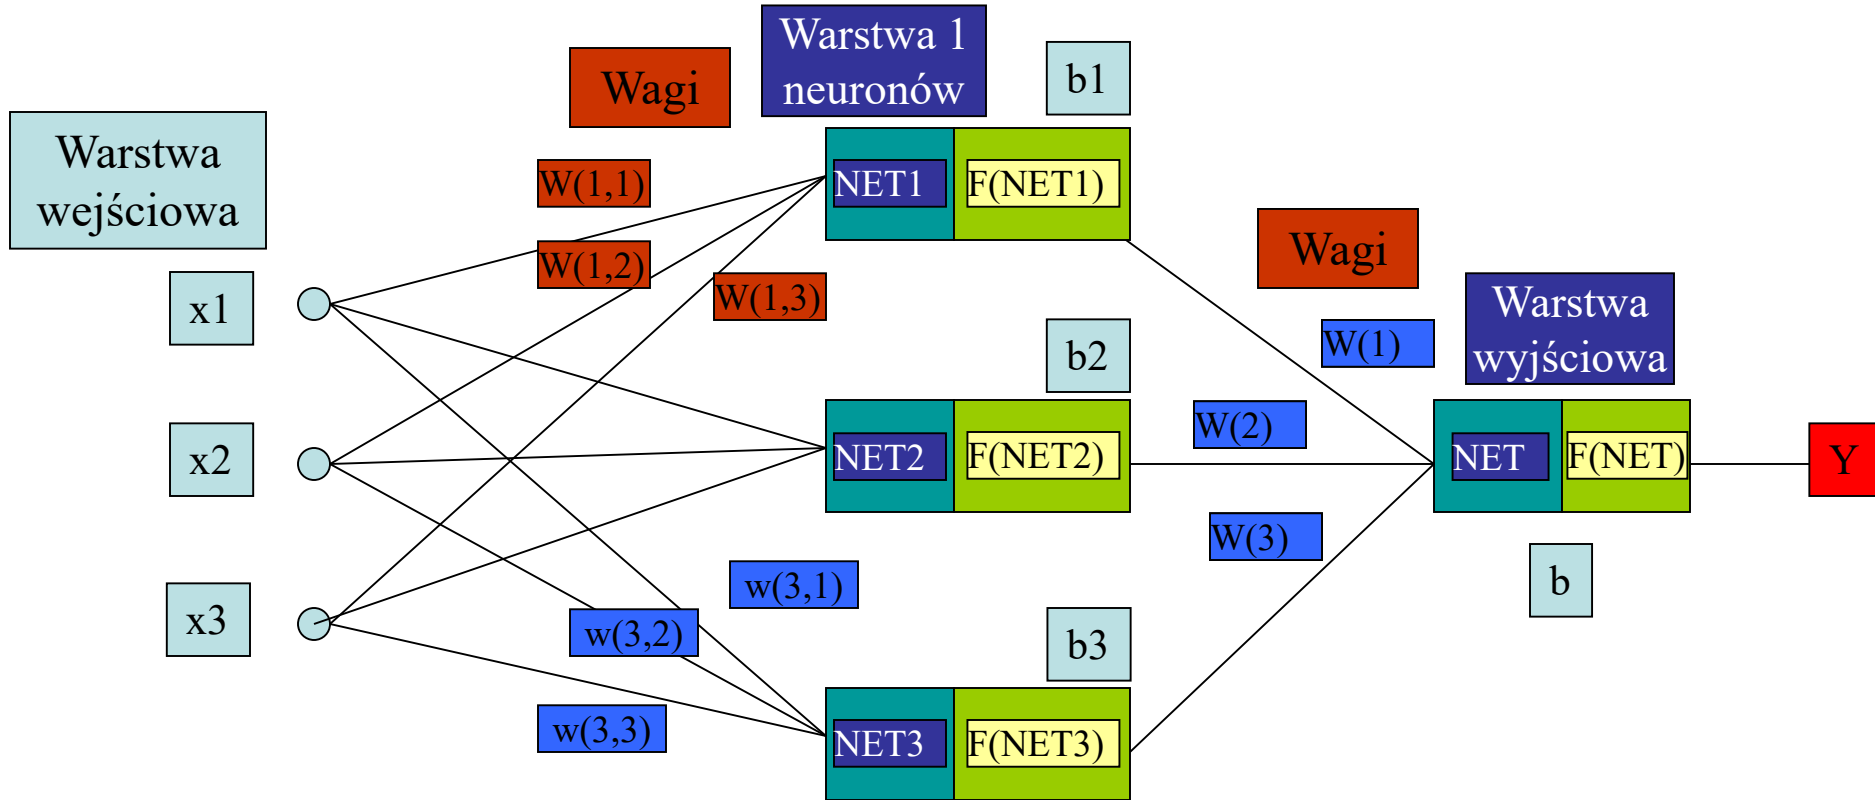 Warstwa 1
neuronów
b1
Wagi
Warstwa
wejściowa
W(1,1)
NET1
F(NET1)
W(1,2)
W(1,3)
Wagi
x1
Warstwa
wyjściowa
W(1)
b2
x2
NET2
F(NET2)
W(2)
NET
F(NET)
Y
W(3)
b
w(3,1)
x3
w(3,2)
b3
w(3,3)
NET3
F(NET3)